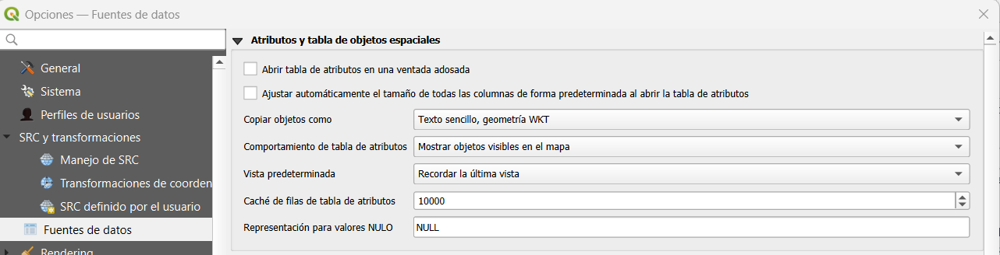 Opciones — Fuentes de datos
General
Sistema
Perfiles de usuarios
SRC y transformaciones
Manejo de SRC
Transformaciones de coorden
SRC definido por el usuario
Fuentes de datos
Rendering
Atributos y tabla de objetos espaciales
Abrir tabla de atributos en una ventada adosada
Ajustar automáticamente el tamaño de todas las columnas de forma predeterminada al abrir la tabla de atributos
Copiar objetos como Texto sencillo, geometría WKT
Comportamiento de tabla de atributos Mostrar objetos visibles en el mapa
Vista predeterminada Recordar la última vista
Caché de filas de tabla de atributos 10000
Representación para valores NULO NULL